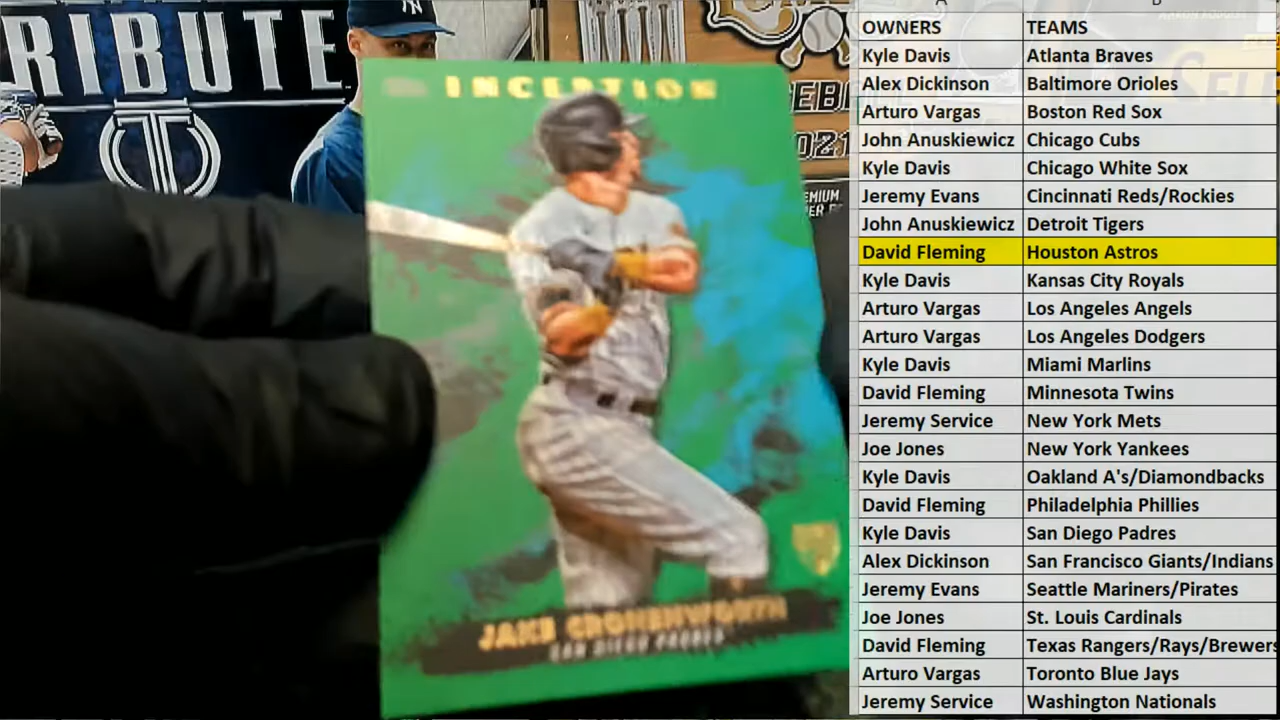 RIBUTE
NY
T
EB
2021
EMIUM
INCEPTION
JAKE CRONENWORTH
SAN DIEGO PADRES
SELE
OWNERS TEAMS
Kyle Davis Atlanta Braves
Alex Dickinson Baltimore Orioles
Arturo Vargas Boston Red Sox
John Anuskiewicz Chicago Cubs
Kyle Davis Chicago White Sox
Jeremy Evans Cincinnati Reds/Rockies
John Anuskiewicz Detroit Tigers
David Fleming Houston Astros
Kyle Davis Kansas City Royals
Arturo Vargas Los Angeles Angels
Arturo Vargas Los Angeles Dodgers
Kyle Davis Miami Marlins
David Fleming Minnesota Twins
Jeremy Service New York Mets
Joe Jones New York Yankees
Kyle Davis Oakland A's/Diamondbacks
David Fleming Philadelphia Phillies
Kyle Davis San Diego Padres
Alex Dickinson San Francisco Giants/Indians
Jeremy Evans Seattle Mariners/Pirates
Joe Jones St. Louis Cardinals
David Fleming Texas Rangers/Rays/Brewers
Arturo Vargas Toronto Blue Jays
Jeremy Service Washington Nationals